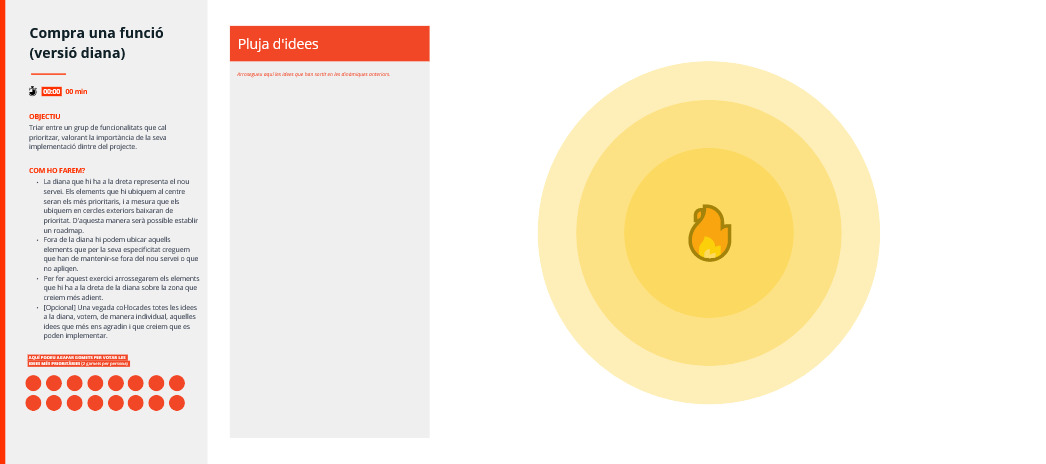 Compra una funció
(versió diana)
00:00 00 min
OBJECTIU
Triar entre un grup de funcionalitats que cal
prioritzar, valorant la importància de la seva
implementació dintre del projecte.
COM HO FAREM?
• La diana que hi ha a la dreta representa el nou
servei. Els elements que hi ubiquem al centre
seran els més prioritaris, i a mesura que els
ubiquem en cercles exteriors baixaran de
prioritat. D'aquesta manera serà possible establir
un roadmap.
• Fora de la diana hi podem ubicar aquells
elements que per la seva especificitat creguem
que han de mantenir-se fora del nou servei o que
no apliqen.
• Per fer aquest exercici arrossegarem els elements
que hi ha a la dreta de la diana sobre la zona que
creiem més adient.
• [Opcional] Una vegada col·locades totes les idees
a la diana, votem, de manera individual, aquelles
idees que més ens agradin i que creiem que es
poden implementar.
AQUÍ PODEU AGAFAR GOMETS PER VOTAR LES
IDEES MÉS PRIORITÀRIES (2 gomets per persona)
Pluja d'idees
Arrossegueu aquí les idees que han sortit en les dinàmiques anteriors.